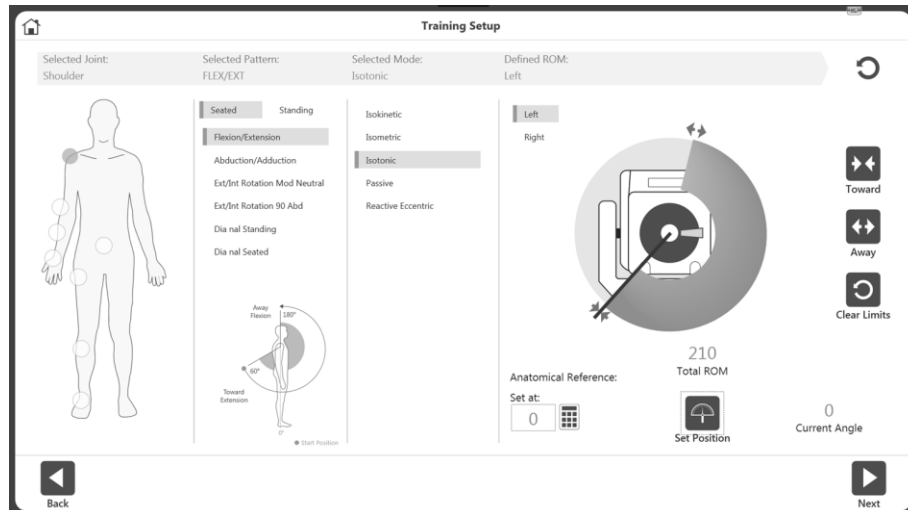 Training Setup
Selected Joint:
Shoulder
Selected Pattern:
FLEX/EXT
Selected Mode:
Isotonic
Defined ROM:
Left
Seated
Standing
Flexion/Extension
Abduction/Adduction
Ext/Int Rotation Mod Neutral
Ext/Int Rotation 90 Abd
Dia nal Standing
Dia nal Seated
Away
Flexion
180°
60°
Toward
Extension
0°
Start Position
Isokinetic
Isometric
Isotonic
Passive
Reactive Eccentric
Left
Right
Toward
Away
Clear Limits
210
Total ROM
Anatomical Reference:
Set at:
0
Set Position
0
Current Angle
Back
Next